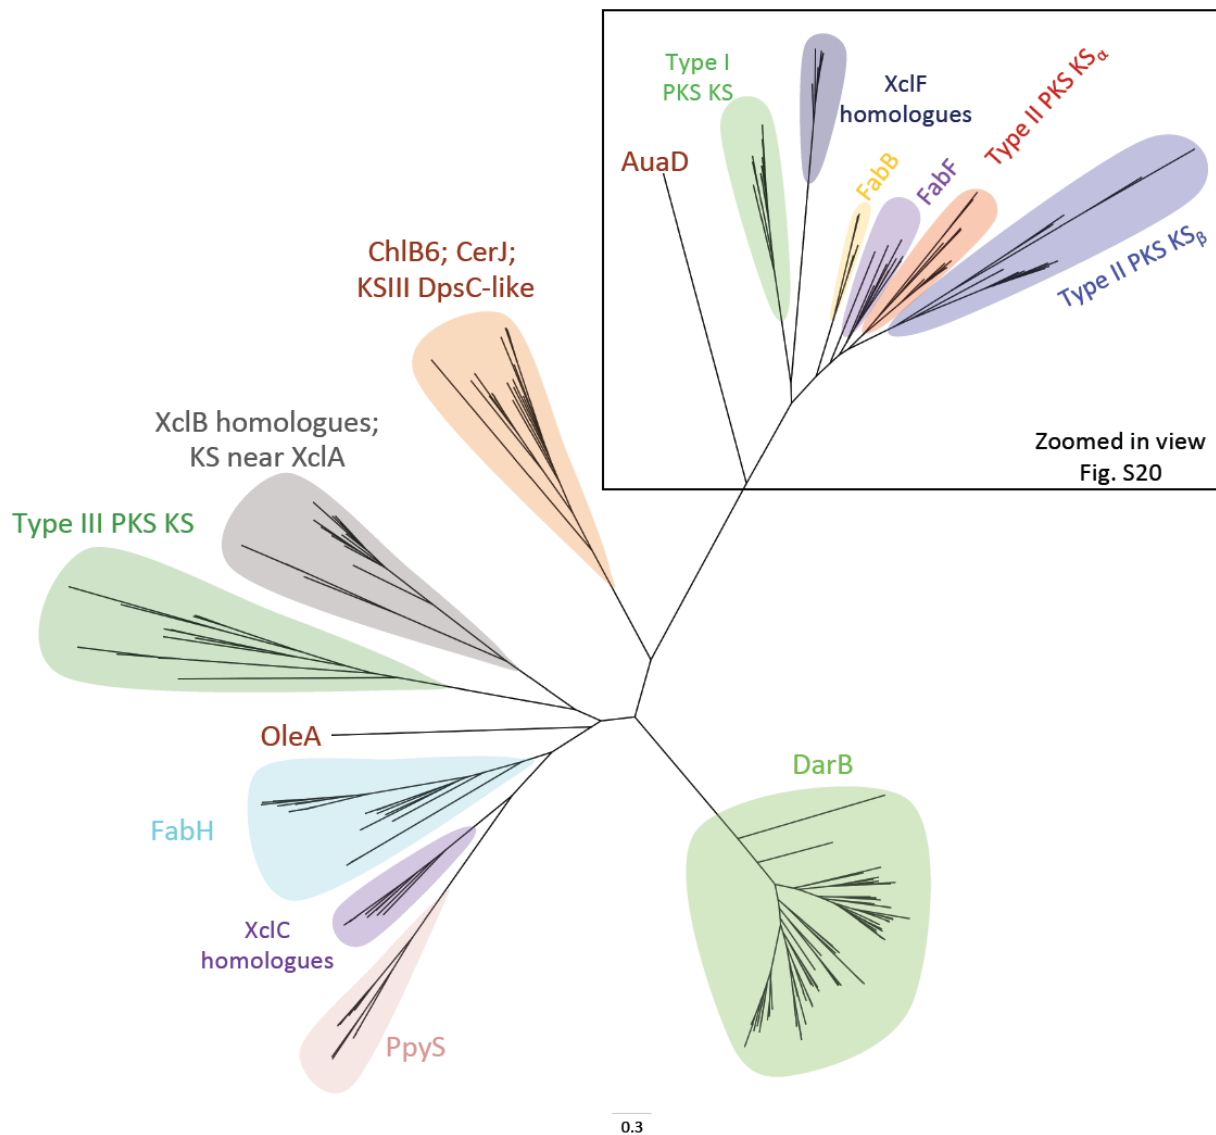 Type I
PKS KS
XclF
homologues
Type II PKS KSα
AuaD
FabB
FabF
Type II PKS KSβ
ChlB6; CerJ;
KSIII DpsC-like
XclB homologues;
KS near XclA
Zoomed in view
Fig. S20
Type III PKS KS
OleA
DarB
FabH
XclC
homologues
PpyS
0.3